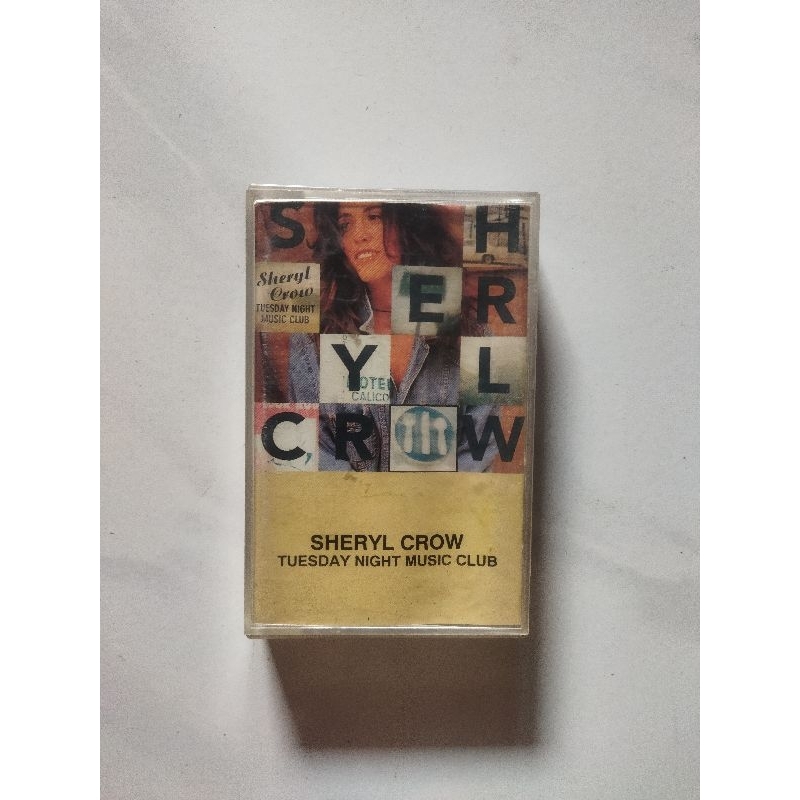 S H
Sheryl
Crow
TUESDAY NIGHT
MUSIC CLUB
E R
Y L
HOTEL
CALICO
C R O W
SHERYL CROW
TUESDAY NIGHT MUSIC CLUB